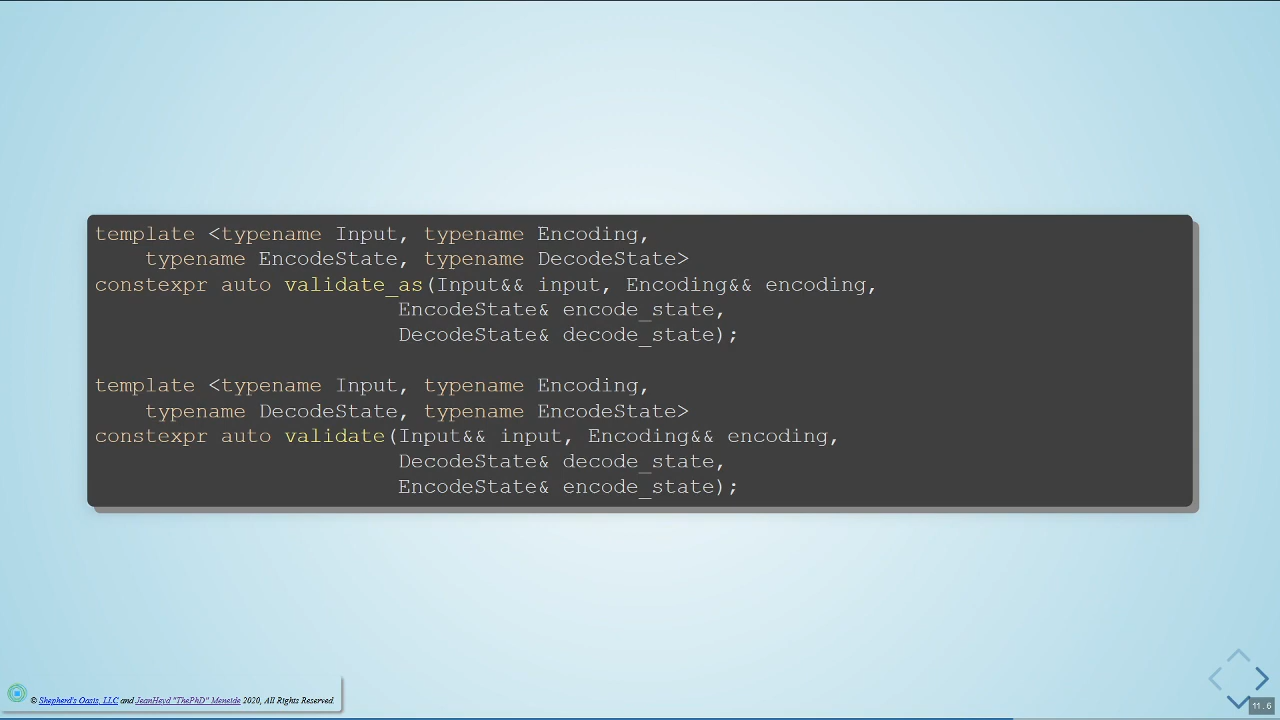 template <typename Input, typename Encoding,
    typename EncodeState, typename DecodeState>
constexpr auto validate_as(Input&& input, Encoding&& encoding,
                        EncodeState& encode_state,
                        DecodeState& decode_state);

template <typename Input, typename Encoding,
    typename DecodeState, typename EncodeState>
constexpr auto validate(Input&& input, Encoding&& encoding,
                        DecodeState& decode_state,
                        EncodeState& encode_state);
© Shepherd's Oasis, LLC and JeanHeyd "ThePhD" Meneide 2020, All Rights Reserved.
11.6